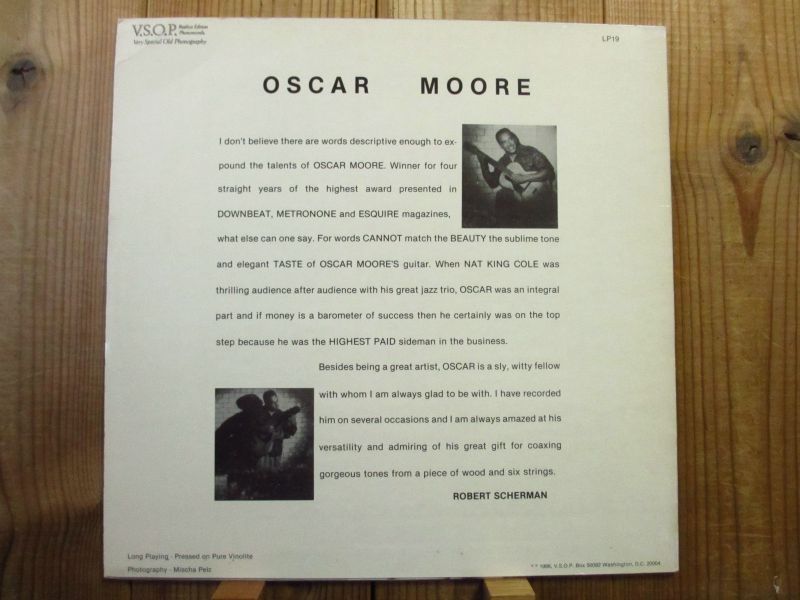 V.S.O.P. Replica Edition
Phonorecords
Very Special Old Phonography
LP19
OSCAR MOORE
I don't believe there are words descriptive enough to ex-
pound the talents of OSCAR MOORE. Winner for four
straight years of the highest award presented in
DOWNBEAT, METRONONE and ESQUIRE magazines,
what else can one say. For words CANNOT match the BEAUTY the sublime tone
and elegant TASTE of OSCAR MOORE'S guitar. When NAT KING COLE was
thrilling audience after audience with his great jazz trio, OSCAR was an integral
part and if money is a barometer of success then he certainly was on the top
step because he was the HIGHEST PAID sideman in the business.
Besides being a great artist, OSCAR is a sly, witty fellow
with whom I am always glad to be with. I have recorded
him on several occasions and I am always amazed at his
versatility and admiring of his great gift for coaxing
gorgeous tones from a piece of wood and six strings.
ROBERT SCHERMAN
Long Playing - Pressed on Pure Vinolite
Photography - Mischa Pelz
1986, V.S.O.P. Box 50082 Washington, D.C. 20004